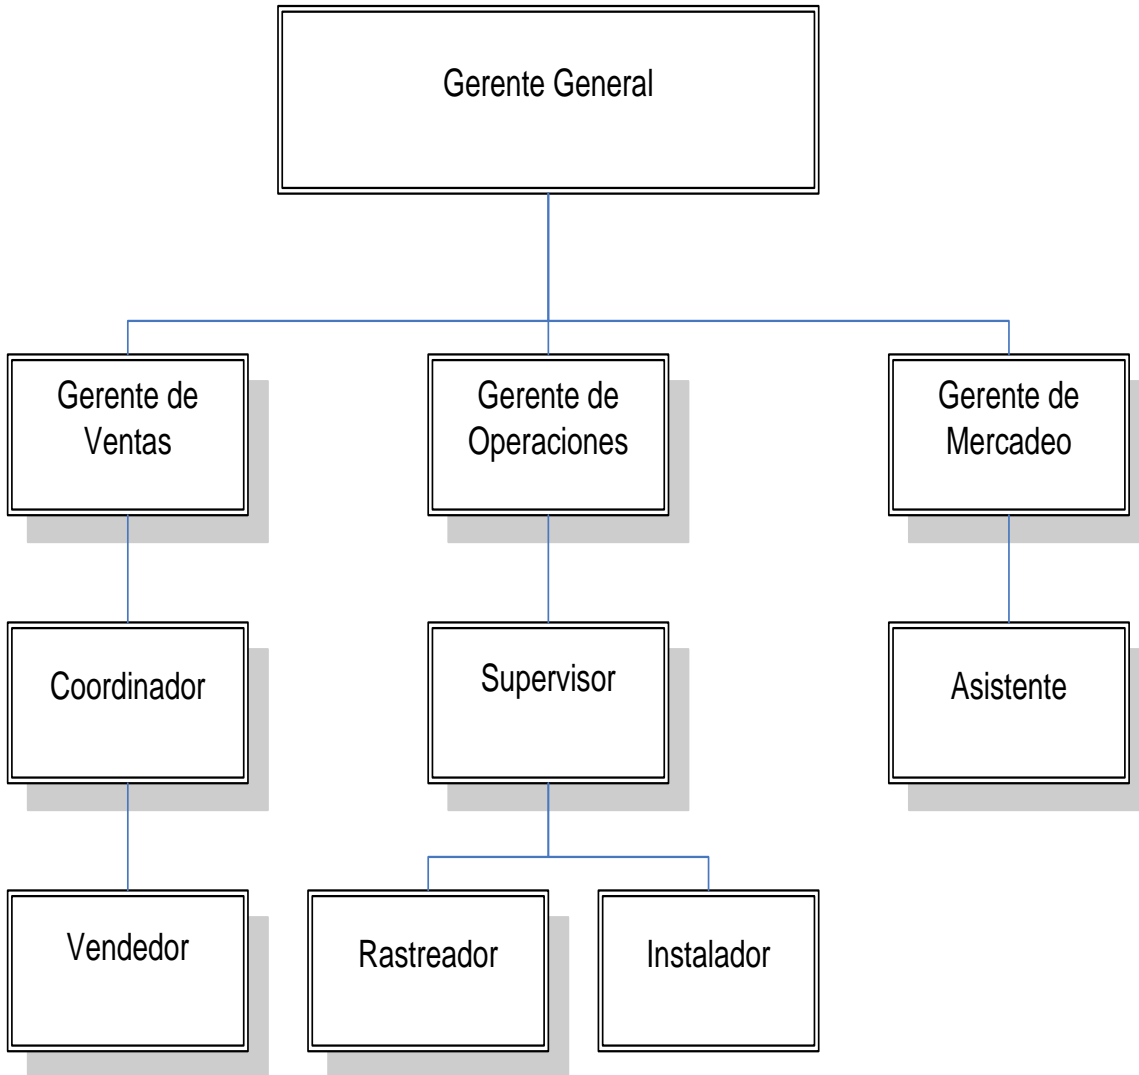 Gerente General
Gerente de
Ventas
Gerente de
Operaciones
Gerente de
Mercadeo
Coordinador
Supervisor
Asistente
Vendedor
Rastreador
Instalador